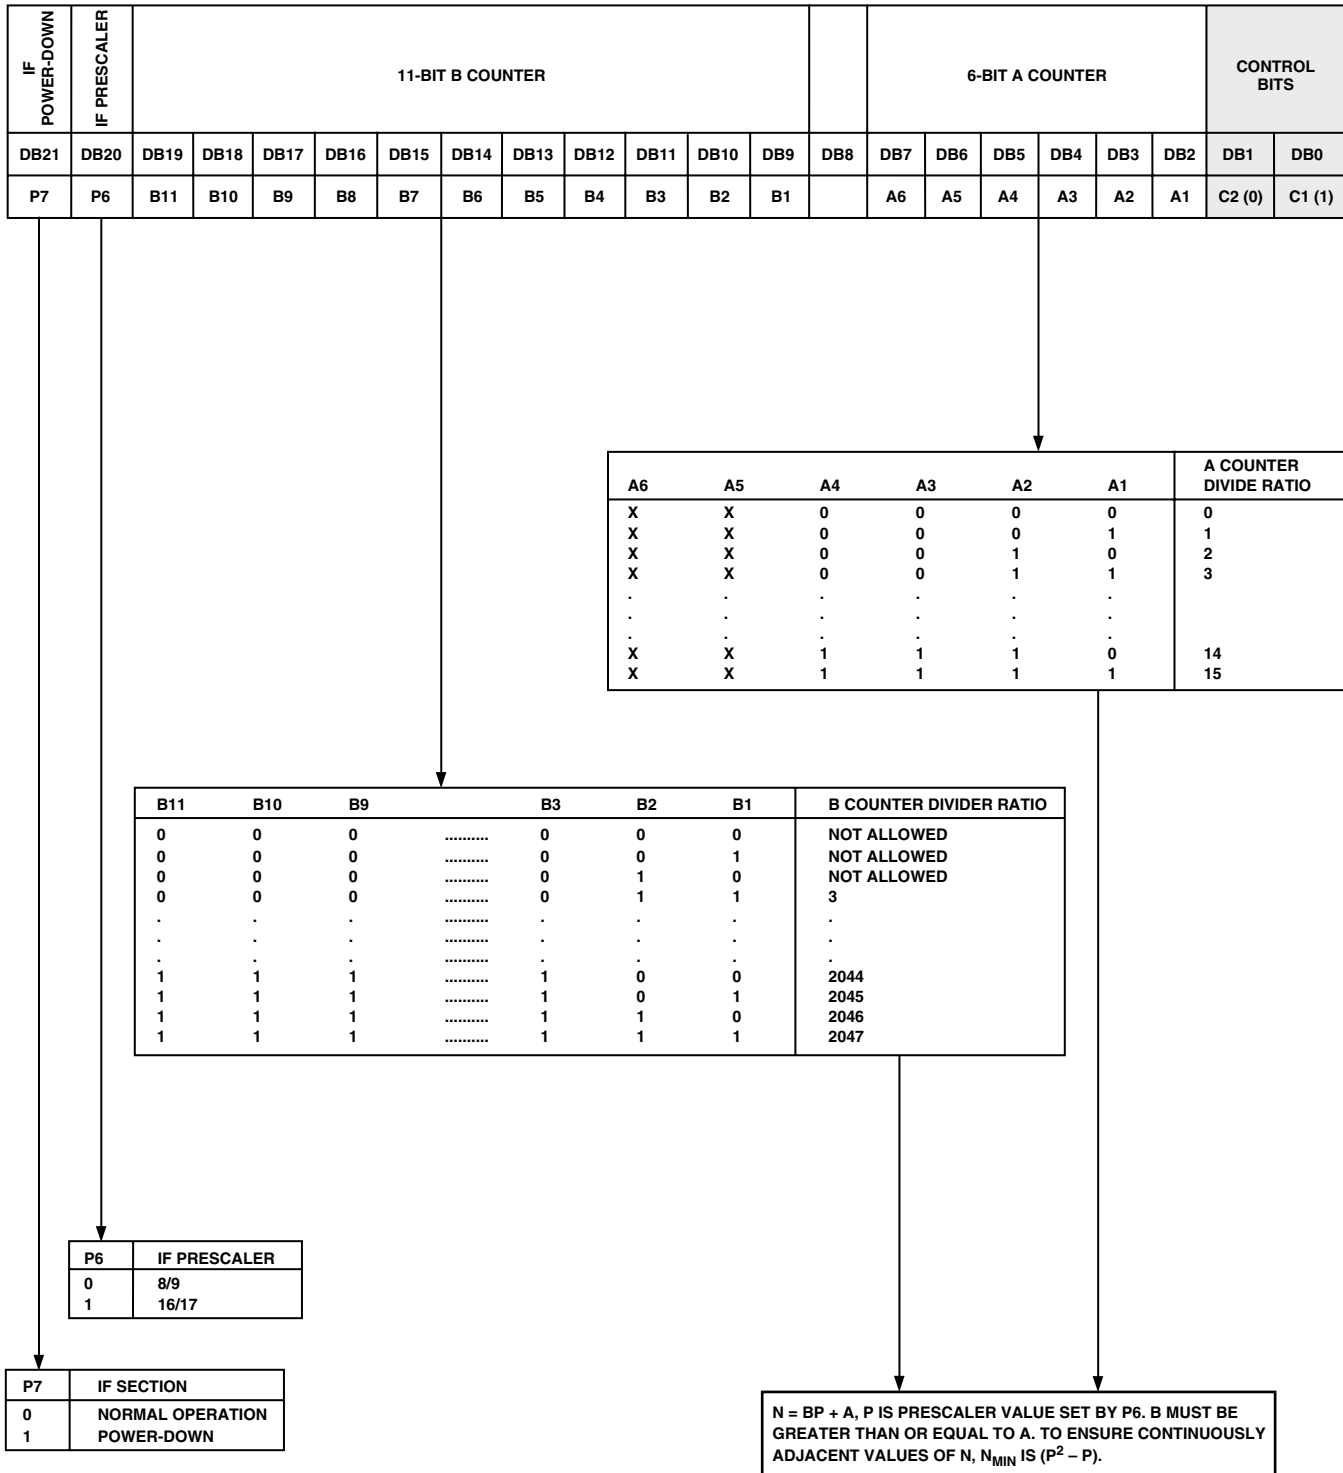 IF POWER-DOWN
IF PRESCALER
11-BIT B COUNTER
6-BIT A COUNTER
CONTROL BITS
DB21 DB20 DB19 DB18 DB17 DB16 DB15 DB14 DB13 DB12 DB11 DB10 DB9 DB8 DB7 DB6 DB5 DB4 DB3 DB2 DB1 DB0
P7 P6 B11 B10 B9 B8 B7 B6 B5 B4 B3 B2 B1 A6 A5 A4 A3 A2 A1 C2 (0) C1 (1)
A6 A5 A4 A3 A2 A1 A COUNTER DIVIDE RATIO
X X 0 0 0 0 0
X X 0 0 0 1 1
X X 0 0 1 0 2
X X 0 0 1 1 3
. . . . . .
. . . . . .
. . . . . .
X X 1 1 1 0 14
X X 1 1 1 1 15
B11 B10 B9 B3 B2 B1 B COUNTER DIVIDER RATIO
0 0 0 .......... 0 0 0 NOT ALLOWED
0 0 0 .......... 0 0 1 NOT ALLOWED
0 0 0 .......... 0 1 0 NOT ALLOWED
0 0 0 .......... 0 1 1 3
. . . .......... . . . .
. . . .......... . . . .
. . . .......... . . . .
1 1 1 .......... 1 0 0 2044
1 1 1 .......... 1 0 1 2045
1 1 1 .......... 1 1 0 2046
1 1 1 .......... 1 1 1 2047
P6 IF PRESCALER
0 8/9
1 16/17
P7 IF SECTION
0 NORMAL OPERATION
1 POWER-DOWN
N = BP + A, P IS PRESCALER VALUE SET BY P6. B MUST BE
GREATER THAN OR EQUAL TO A. TO ENSURE CONTINUOUSLY
ADJACENT VALUES OF N, N_MIN IS (P² – P).